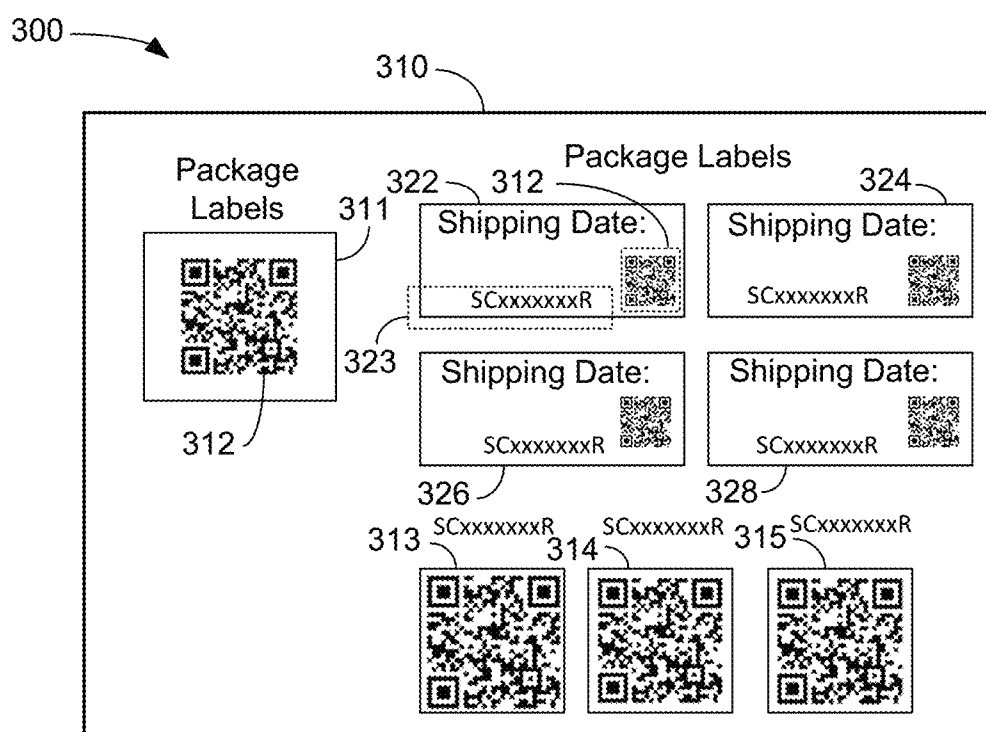 300
310
Package
Labels
311
312
Package Labels
322 312 324
Shipping Date:
SCxxxxxxxR
323
Shipping Date:
SCxxxxxxxR
Shipping Date:
SCxxxxxxxR
326
Shipping Date:
SCxxxxxxxR
328
SCxxxxxxxR
313
SCxxxxxxxR
314
SCxxxxxxxR
315